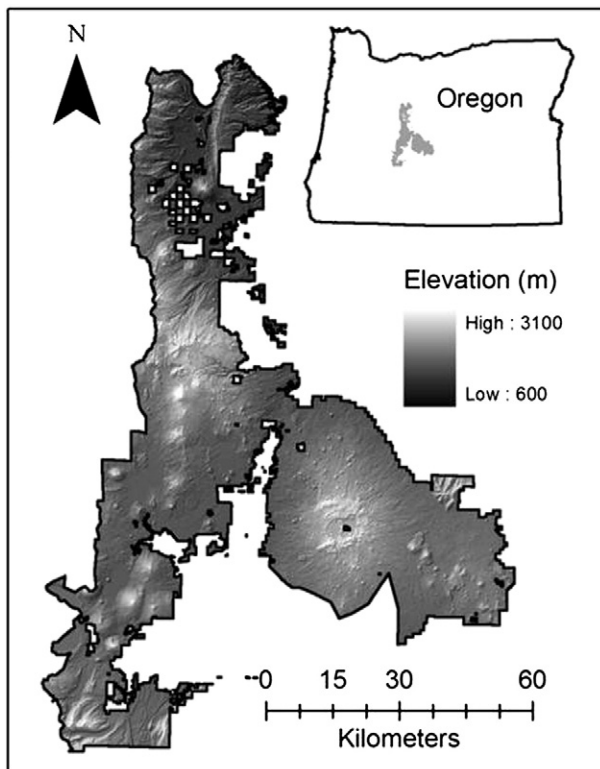 N
Oregon
Elevation (m)
High : 3100
Low : 600
0 15 30 60
Kilometers